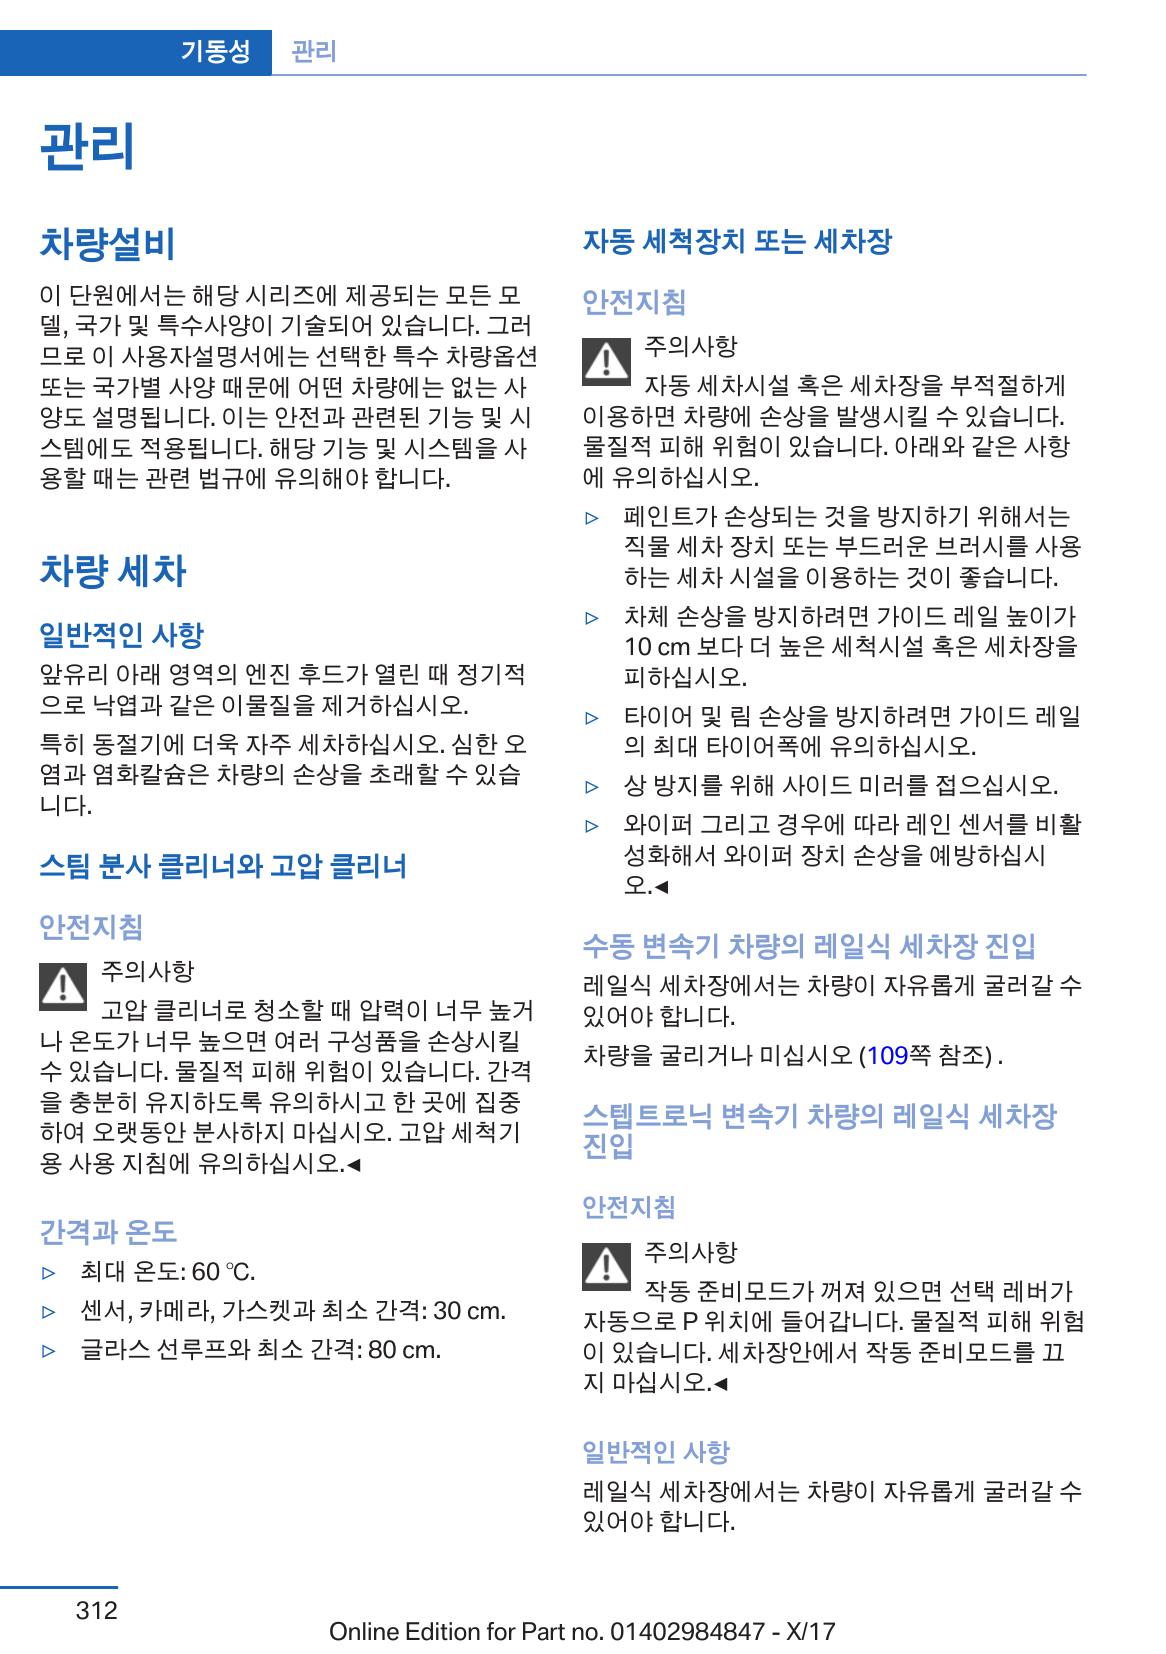 기동성 관리
관리
차량설비
이 단원에서는 해당 시리즈에 제공되는 모든 모
델, 국가 및 특수사양이 기술되어 있습니다. 그러
므로 이 사용자설명서에는 선택한 특수 차량옵션
또는 국가별 사양 때문에 어떤 차량에는 없는 사
양도 설명됩니다. 이는 안전과 관련된 기능 및 시
스템에도 적용됩니다. 해당 기능 및 시스템을 사
용할 때는 관련 법규에 유의해야 합니다.
차량 세차
일반적인 사항
앞유리 아래 영역의 엔진 후드가 열린 때 정기적
으로 낙엽과 같은 이물질을 제거하십시오.
특히 동절기에 더욱 자주 세차하십시오. 심한 오
염과 염화칼슘은 차량의 손상을 초래할 수 있습
니다.
스팀 분사 클리너와 고압 클리너
안전지침
주의사항
고압 클리너로 청소할 때 압력이 너무 높거
나 온도가 너무 높으면 여러 구성품을 손상시킬
수 있습니다. 물질적 피해 위험이 있습니다. 간격
을 충분히 유지하도록 유의하시고 한 곳에 집중
하여 오랫동안 분사하지 마십시오. 고압 세척기
용 사용 지침에 유의하십시오.◄
간격과 온도
▷ 최대 온도: 60 ℃.
▷ 센서, 카메라, 가스켓과 최소 간격: 30 cm.
▷ 글라스 선루프와 최소 간격: 80 cm.
자동 세척장치 또는 세차장
안전지침
주의사항
자동 세차시설 혹은 세차장을 부적절하게
이용하면 차량에 손상을 발생시킬 수 있습니다.
물질적 피해 위험이 있습니다. 아래와 같은 사항
에 유의하십시오.
▷ 페인트가 손상되는 것을 방지하기 위해서는
직물 세차 장치 또는 부드러운 브러시를 사용
하는 세차 시설을 이용하는 것이 좋습니다.
▷ 차체 손상을 방지하려면 가이드 레일 높이가
10 cm 보다 더 높은 세척시설 혹은 세차장을
피하십시오.
▷ 타이어 및 림 손상을 방지하려면 가이드 레일
의 최대 타이어폭에 유의하십시오.
▷ 상 방지를 위해 사이드 미러를 접으십시오.
▷ 와이퍼 그리고 경우에 따라 레인 센서를 비활
성화해서 와이퍼 장치 손상을 예방하십시
오.◄
수동 변속기 차량의 레일식 세차장 진입
레일식 세차장에서는 차량이 자유롭게 굴러갈 수
있어야 합니다.
차량을 굴리거나 미십시오 (109쪽 참조) .
스텝트로닉 변속기 차량의 레일식 세차장
진입
안전지침
주의사항
작동 준비모드가 꺼져 있으면 선택 레버가
자동으로 P 위치에 들어갑니다. 물질적 피해 위험
이 있습니다. 세차장안에서 작동 준비모드를 끄
지 마십시오.◄
일반적인 사항
레일식 세차장에서는 차량이 자유롭게 굴러갈 수
있어야 합니다.
312
Online Edition for Part no. 01402984847 - X/17